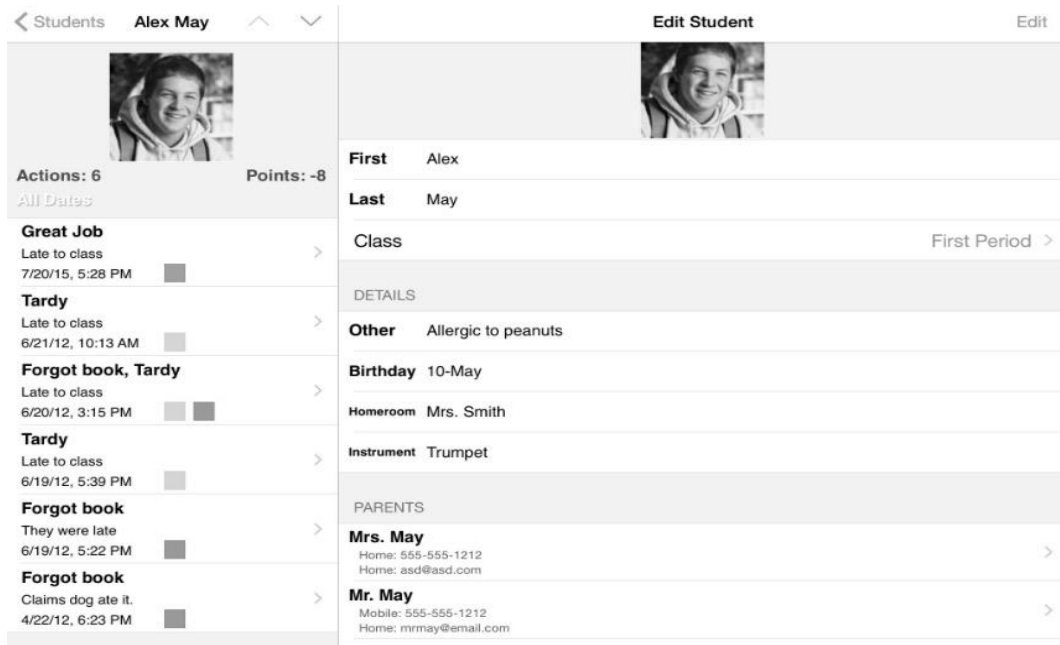 Students
Alex May
Actions: 6
Points: -8
All Dates
Great Job
Late to class
7/20/15, 5:28 PM
Tardy
Late to class
6/21/12, 10:13 AM
Forgot book, Tardy
Late to class
6/20/12, 3:15 PM
Tardy
Late to class
6/19/12, 5:39 PM
Forgot book
They were late
6/19/12, 5:22 PM
Forgot book
Claims dog ate it.
4/22/12, 6:23 PM
Edit Student
Edit
First Alex
Last May
Class First Period
DETAILS
Other Allergic to peanuts
Birthday 10-May
Homeroom Mrs. Smith
Instrument Trumpet
PARENTS
Mrs. May
Home: 555-555-1212
Home: asd@asd.com
Mr. May
Mobile: 555-555-1212
Home: mrmay@email.com